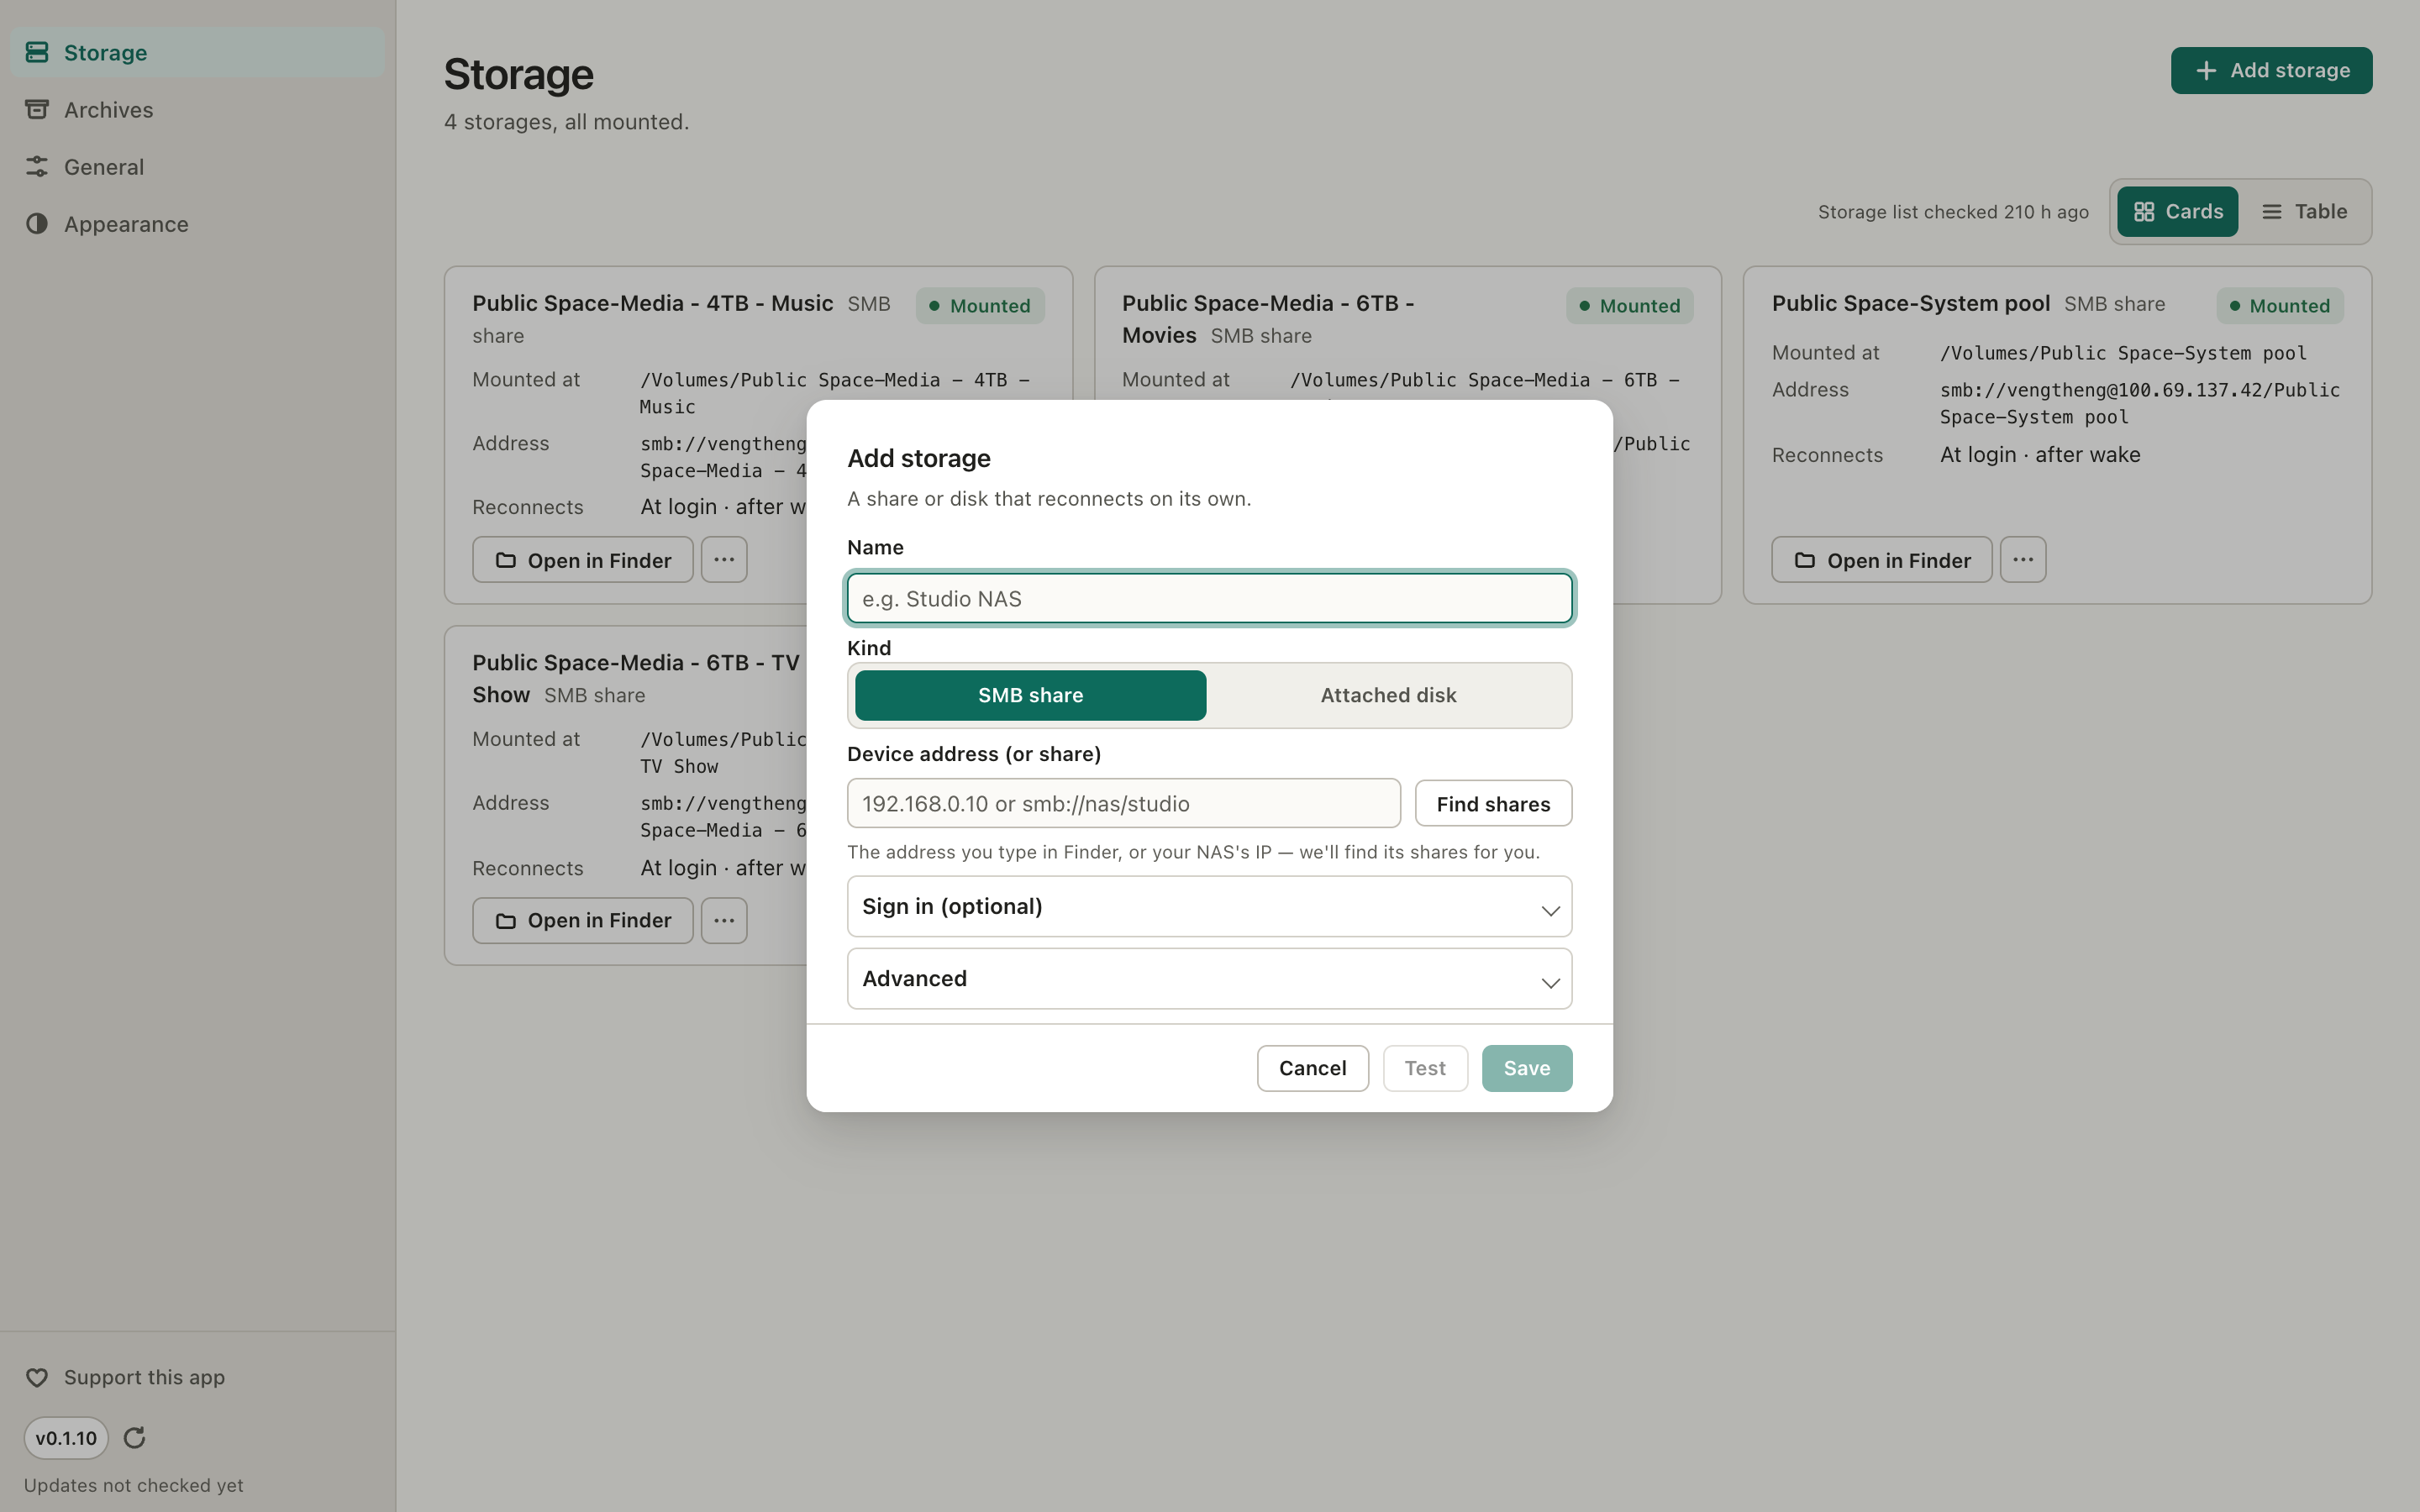 Storage
Archives
General
Appearance
Support this app
v0.1.10
Updates not checked yet
Storage
4 storages, all mounted.
Add storage
Storage list checked 210 h ago
Cards
Table
Public Space-Media - 4TB - Music SMB
share
Mounted
Mounted at
/Volumes/Public Space-Media - 4TB -
Music
Address
smb://vengtheng
Space-Media - 4
Reconnects
At login · after w
Open in Finder
Public Space-Media - 6TB -
Movies SMB share
Mounted
Mounted at
/Volumes/Public Space-Media - 6TB -
/Public
Public Space-System pool SMB share
Mounted
Mounted at
/Volumes/Public Space-System pool
Address
smb://vengtheng@100.69.137.42/Public
Space-System pool
Reconnects
At login · after wake
Open in Finder
Public Space-Media - 6TB - TV
Show SMB share
Mounted at
/Volumes/Public
TV Show
Address
smb://vengtheng
Space-Media - 6
Reconnects
At login · after w
Open in Finder
Add storage
A share or disk that reconnects on its own.
Name
e.g. Studio NAS
Kind
SMB share
Attached disk
Device address (or share)
192.168.0.10 or smb://nas/studio
Find shares
The address you type in Finder, or your NAS's IP — we'll find its shares for you.
Sign in (optional)
Advanced
Cancel
Test
Save